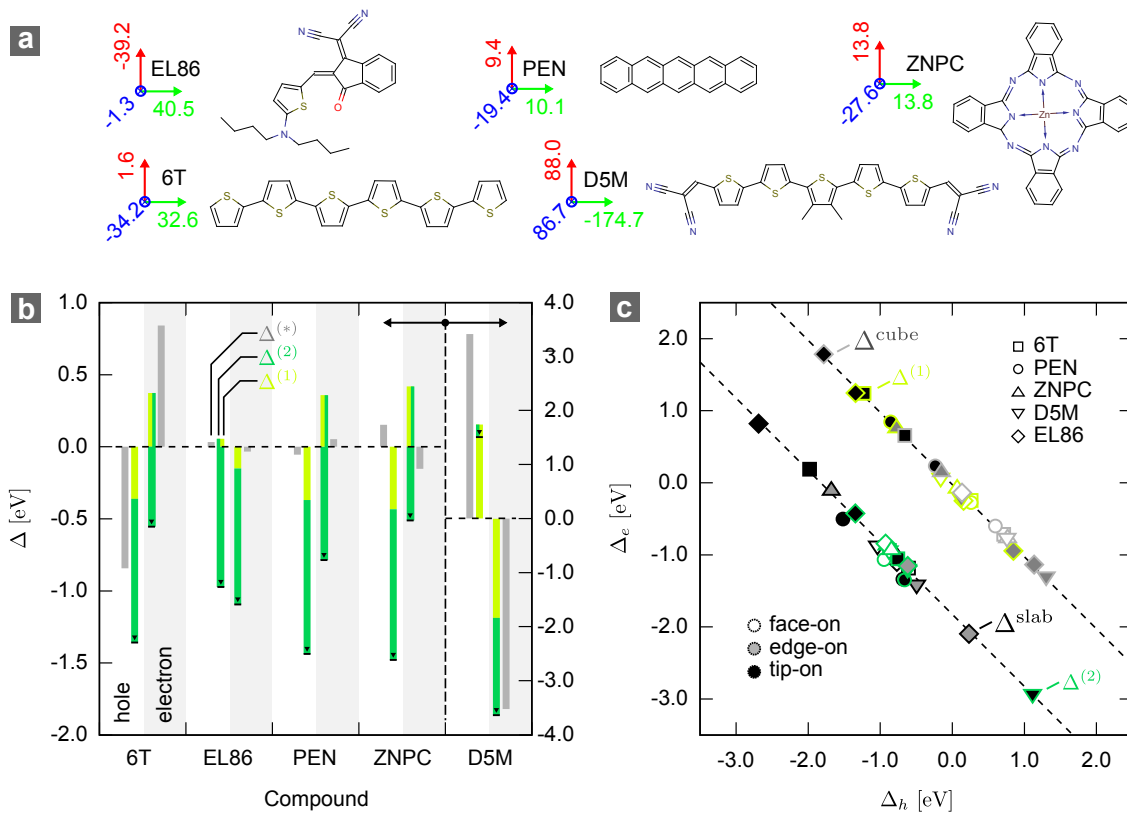 a
-39.2
EL86
-1.3
40.5
9.4
PEN
-19.4
10.1
13.8
ZNPC
-27.6
13.8
1.6
6T
-34.2
32.6
88.0
D5M
86.7
-174.7
N
N
S
O
N
N N N
N Zn N
N N N
S S S S S S
N
N
S S S S S
N
N
b
Δ [eV]
1.0
0.5
0.0
-0.5
-1.0
-1.5
-2.0
4.0
3.0
2.0
1.0
0.0
-1.0
-2.0
-3.0
-4.0
Δ(*)
Δ(2)
Δ(1)
hole
electron
6T EL86 PEN ZNPC D5M
Compound
c
Δe [eV]
2.0
1.0
0.0
-1.0
-2.0
-3.0
Δcube
Δ(1)
6T
PEN
ZNPC
D5M
EL86
Δslab
Δ(2)
face-on
edge-on
tip-on
-3.0 -2.0 -1.0 0.0 1.0 2.0
Δh [eV]